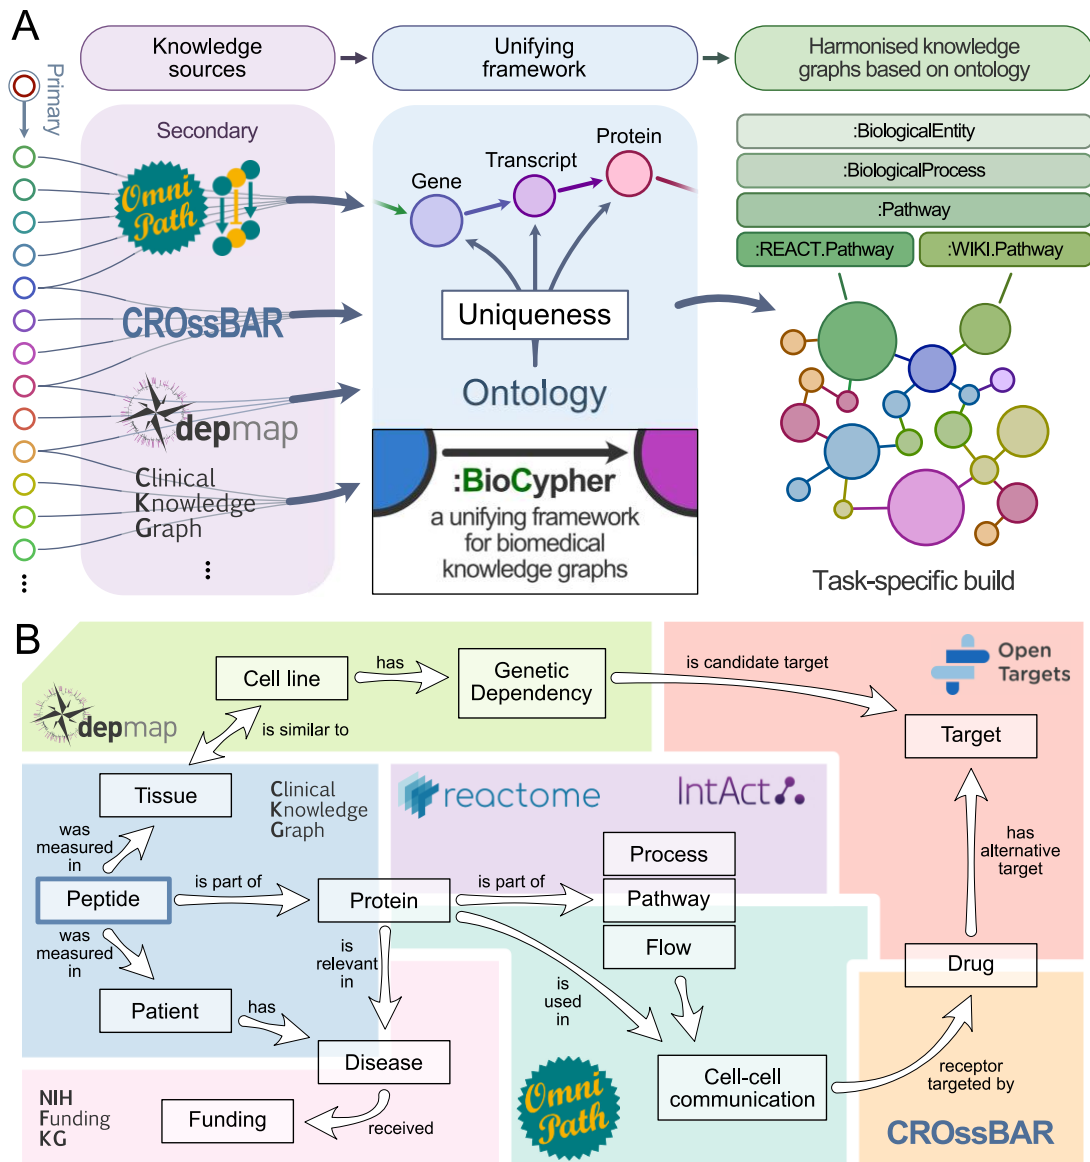 A
Knowledge
sources
Unifying
framework
Harmonised knowledge
graphs based on ontology
Primary
Secondary
Omni
Path
CROssBAR
depmap
Clinical
Knowledge
Graph
...
...
Gene
Transcript
Protein
Uniqueness
Ontology
:BioCypher
a unifying framework
for biomedical
knowledge graphs
:BiologicalEntity
:BiologicalProcess
:Pathway
:REACT.Pathway
:WIKI.Pathway
Task-specific build
B
depmap
Cell line
has
Genetic
Dependency
is candidate target
Open
Targets
Target
is similar to
Tissue
Clinical
Knowledge
Graph
reactome
IntAct
was
measured
in
Peptide
is part of
Protein
is part of
Process
Pathway
Flow
has
alternative
target
was
measured
in
Patient
has
is
relevant
in
is
used
in
Drug
Disease
NIH
Funding
KG
Funding
received
Omni
Path
Cell-cell
communication
receptor
targeted by
CROssBAR